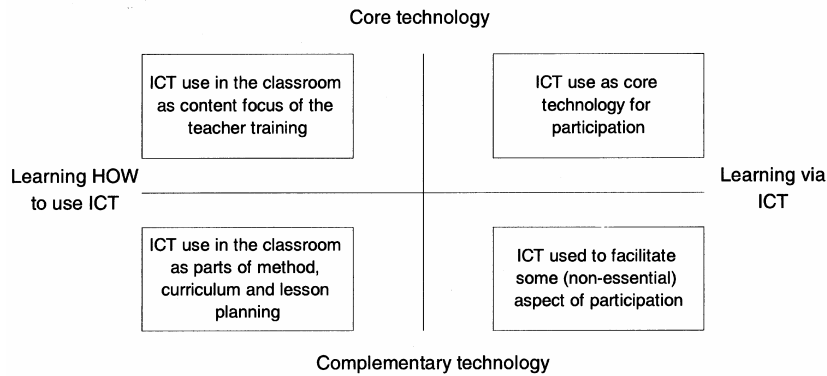 Core technology
ICT use in the classroom
as content focus of the
teacher training
ICT use as core
technology for
participation
Learning HOW
to use ICT
Learning via
ICT
ICT use in the classroom
as parts of method,
curriculum and lesson
planning
ICT used to facilitate
some (non-essential)
aspect of participation
Complementary technology